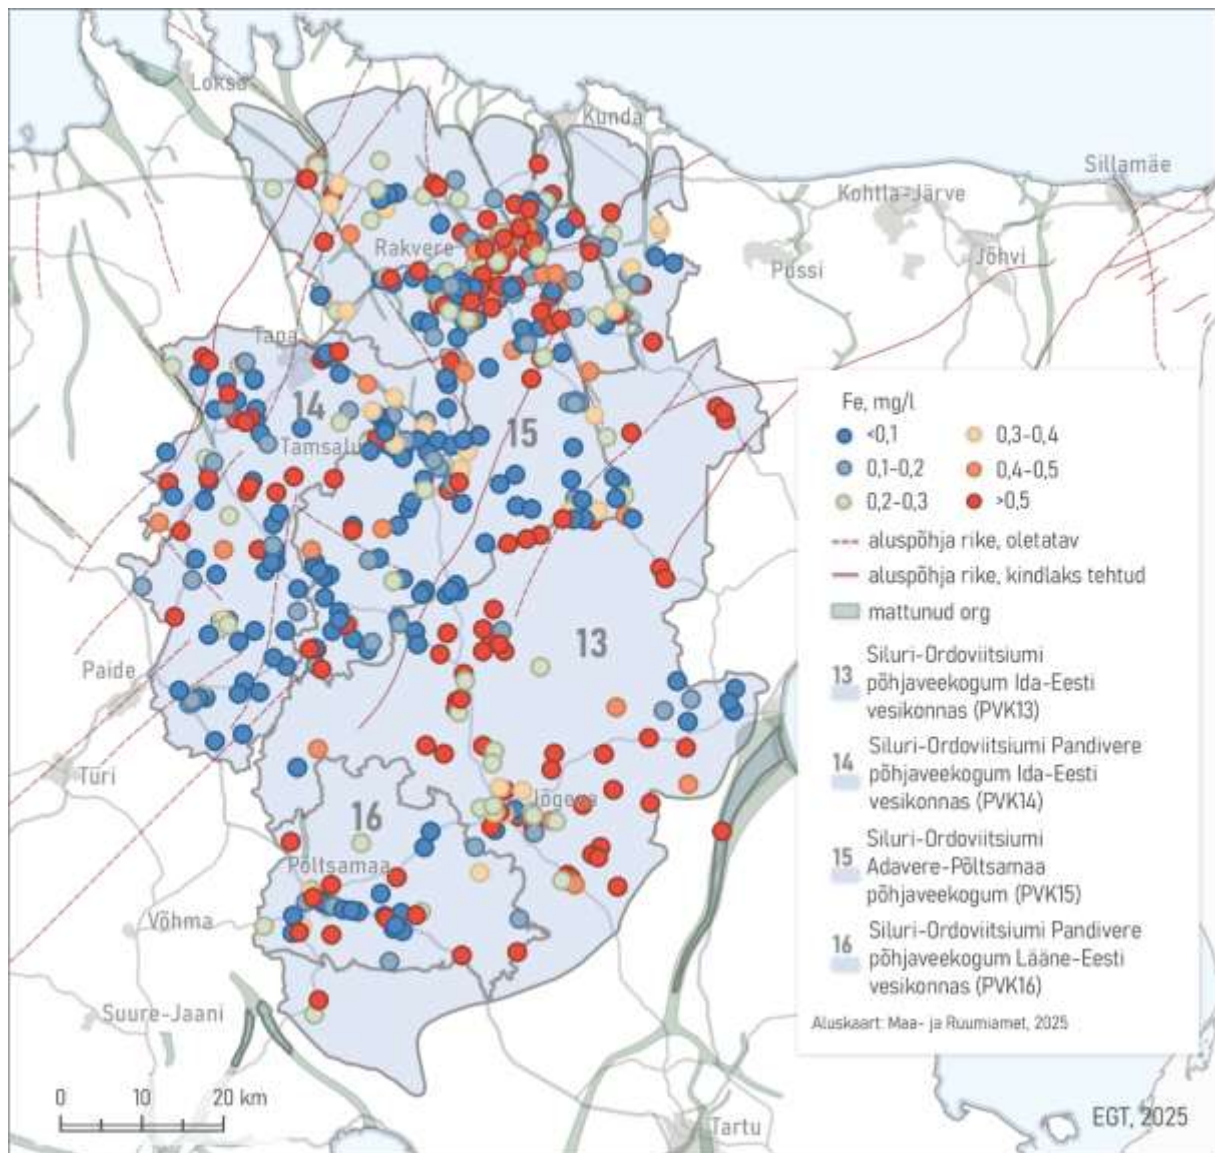 Loksa
Kunda
Sillamäe
Kohtla-Järve
Rakvere
Püssi
Jõhvi
Tapa
14
15
Tamsalu
13
Paide
Türi
Jõgeva
16
Põltsamaa
Võhma
Suure-Jaani
Tartu
Fe, mg/l
<0,1
0,1-0,2
0,2-0,3
0,3-0,4
0,4-0,5
>0,5
aluspõhja rike, oletatav
aluspõhja rike, kindlaks tehtud
mattunud org
13
Siluri-Ordoviitsiumi
põhjaveekogum Ida-Eesti
vesikonnas (PVK13)
14
Siluri-Ordoviitsiumi Pandivere
põhjaveekogum Ida-Eesti
vesikonnas (PVK14)
15
Siluri-Ordoviitsiumi
Adavere-Põltsamaa
põhjaveekogum (PVK15)
16
Siluri-Ordoviitsiumi Pandivere
põhjaveekogum Lääne-Eesti
vesikonnas (PVK16)
Aluskaart: Maa- ja Ruumiamet, 2025
0 10 20 km
EGT, 2025